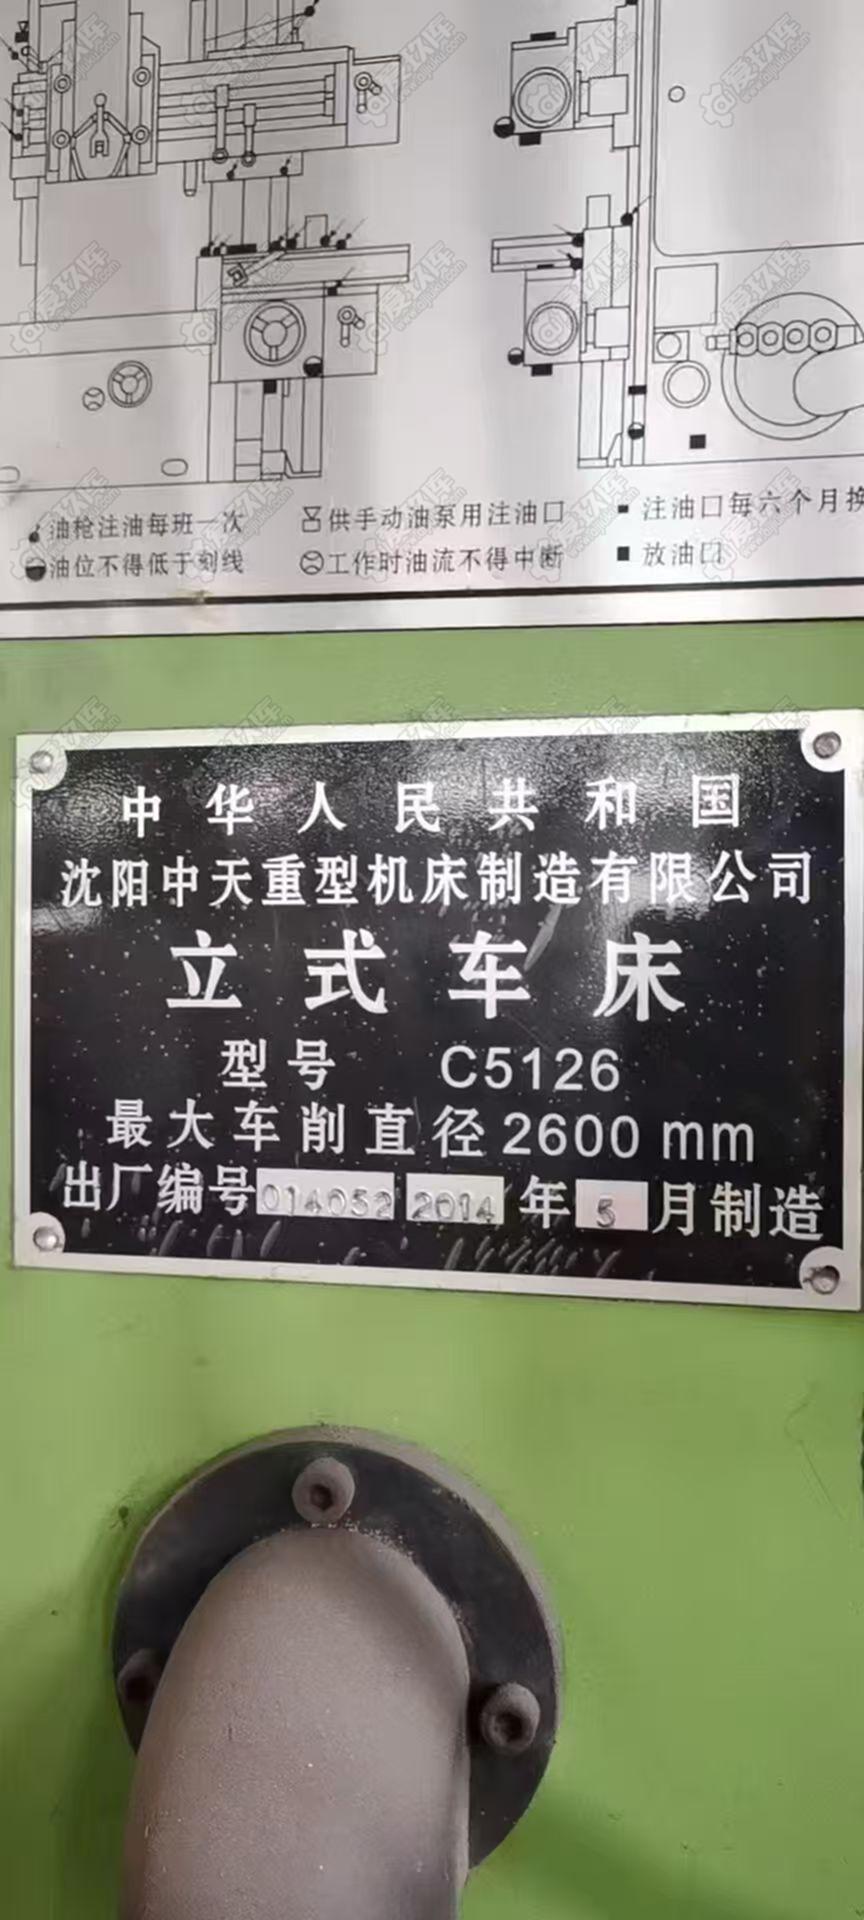 油枪注油每班一次
供手动油泵用注油口
注油口每六个月换
油位不得低于刻线
工作时油流不得中断
放油口
中华人民共和国
沈阳中天重型机床制造有限公司
立式车床
型号 C5126
最大车削直径2600 mm
出厂编号 014052 2014 年 5 月制造